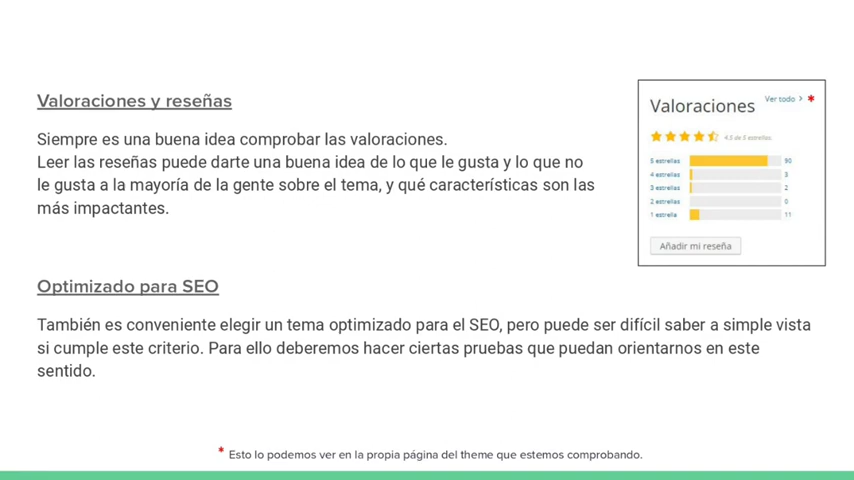 Valoraciones y reseñas
Siempre es una buena idea comprobar las valoraciones.
Leer las reseñas puede darte una buena idea de lo que le gusta y lo que no
le gusta a la mayoría de la gente sobre el tema, y qué características son las
más impactantes.
Valoraciones Ver todo > *
4.5 de 5 estrellas.
5 estrellas 90
4 estrellas 3
3 estrellas 2
2 estrellas 0
1 estrella 11
Añadir mi reseña
Optimizado para SEO
También es conveniente elegir un tema optimizado para el SEO, pero puede ser difícil saber a simple vista
si cumple este criterio. Para ello deberemos hacer ciertas pruebas que puedan orientarnos en este
sentido.
* Esto lo podemos ver en la propia página del theme que estemos comprobando.